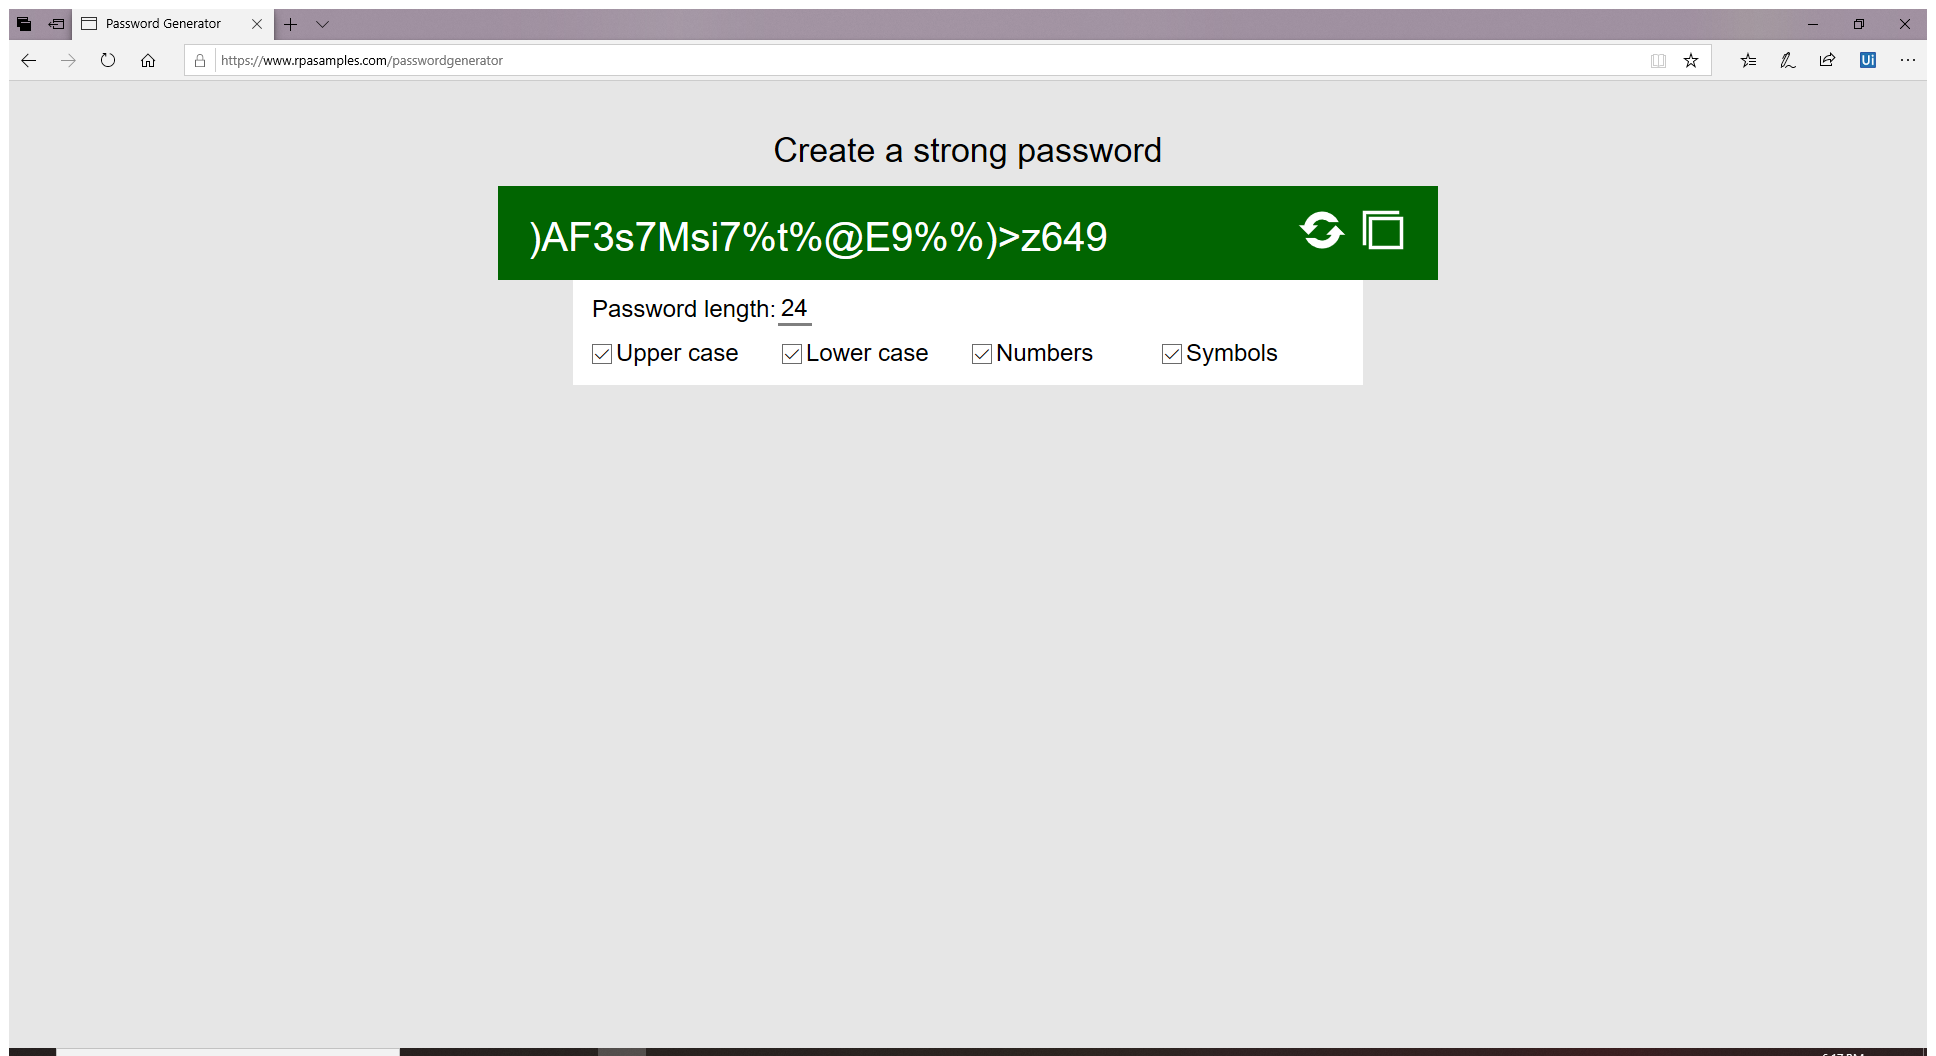 Password Generator
https://www.rpasamples.com/passwordgenerator
Ui
Create a strong password
)AF3s7Msi7%t%@E9%%)>z649
Password length: 24
Upper case Lower case Numbers Symbols